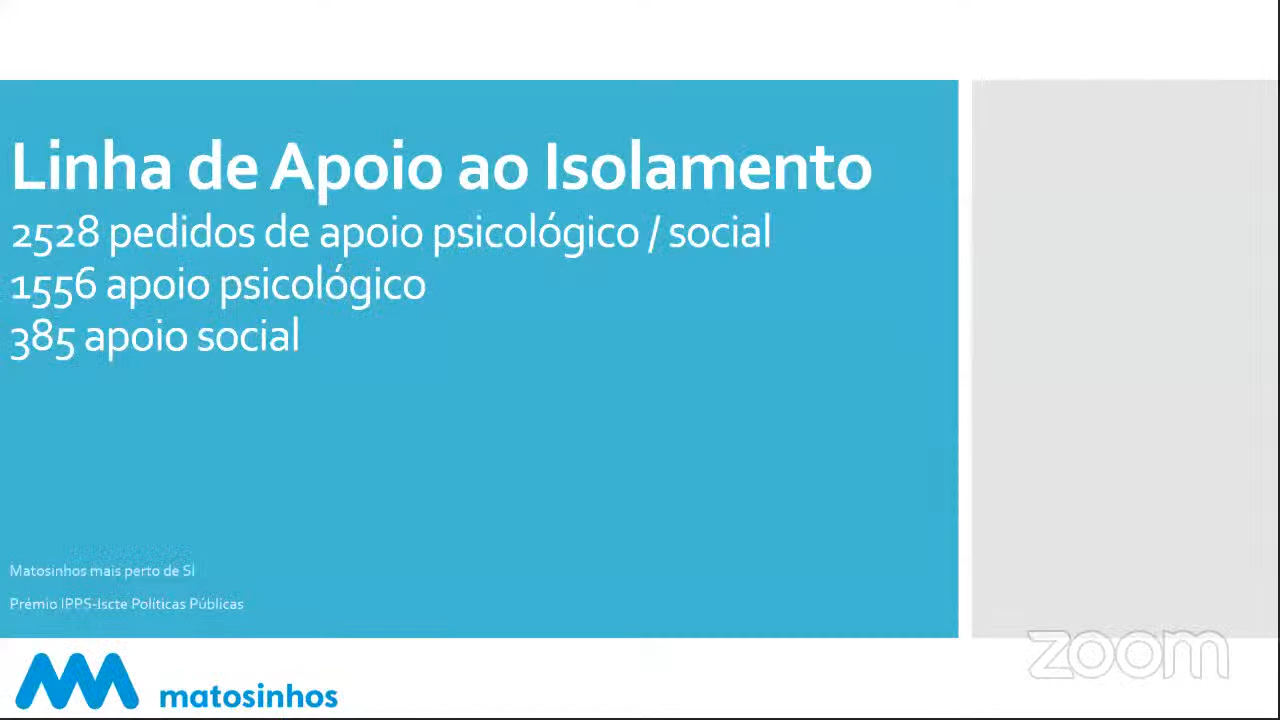 Linha de Apoio ao Isolamento
2528 pedidos de apoio psicológico / social
1556 apoio psicológico
385 apoio social
Matosinhos mais perto de SI
Prémio IPPS-Iscte Políticas Públicas
matosinhos
zoom